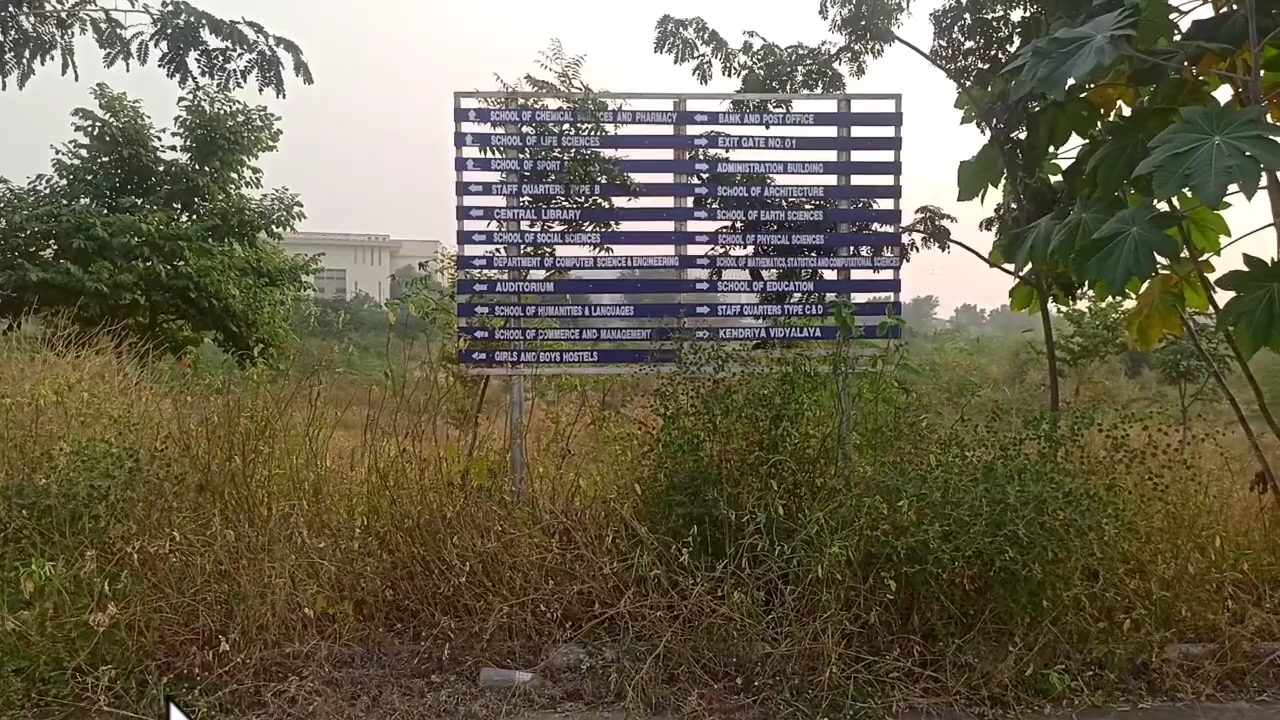 SCHOOL OF CHEMICAL SCIENCES AND PHARMACY
SCHOOL OF LIFE SCIENCES
SCHOOL OF SPORT
STAFF QUARTERS TYPE B
CENTRAL LIBRARY
SCHOOL OF SOCIAL SCIENCES
DEPARTMENT OF COMPUTER SCIENCE & ENGINEERING
AUDITORIUM
SCHOOL OF HUMANITIES & LANGUAGES
SCHOOL OF COMMERCE AND MANAGEMENT
GIRLS AND BOYS HOSTELS
BANK AND POST OFFICE
EXIT GATE NO. 01
ADMINISTRATION BUILDING
SCHOOL OF ARCHITECTURE
SCHOOL OF EARTH SCIENCES
SCHOOL OF PHYSICAL SCIENCES
SCHOOL OF MATHEMATICS, STATISTICS AND COMPUTATIONAL SCIENCES
SCHOOL OF EDUCATION
STAFF QUARTERS TYPE C & D
KENDRIYA VIDYALAYA